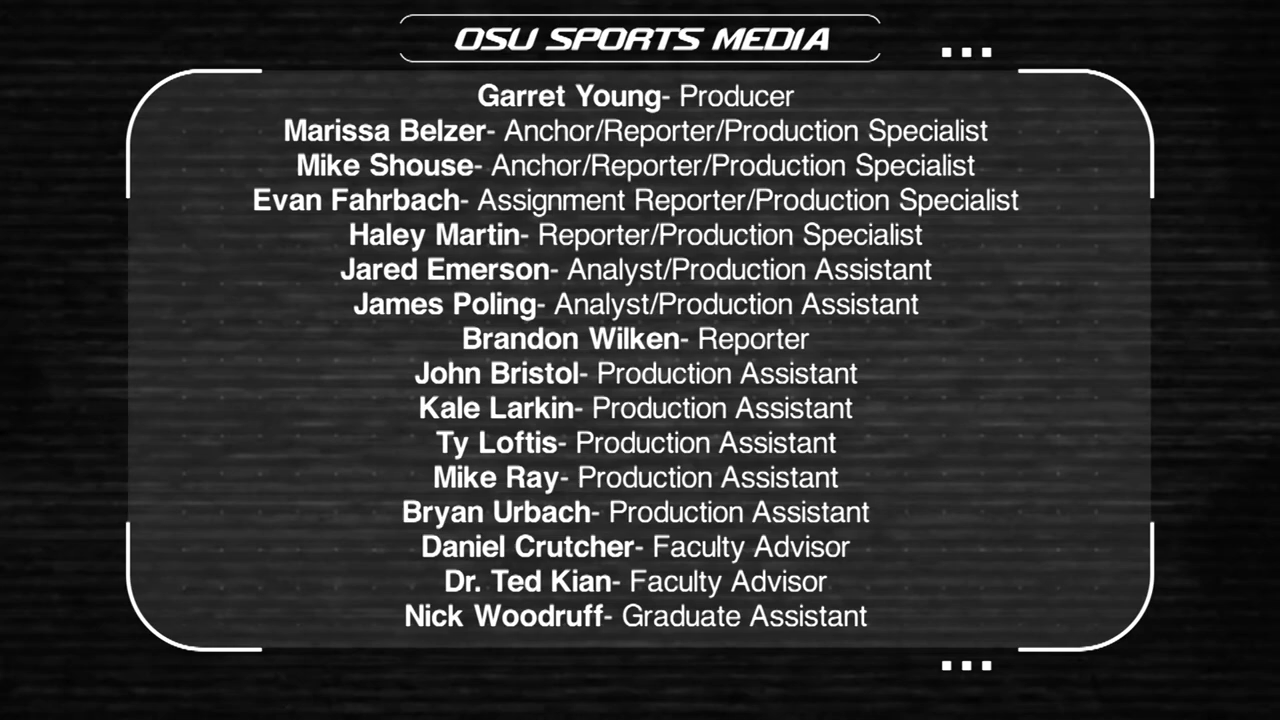 OSU SPORTS MEDIA
Garret Young- Producer
Marissa Belzer- Anchor/Reporter/Production Specialist
Mike Shouse- Anchor/Reporter/Production Specialist
Evan Fahrbach- Assignment Reporter/Production Specialist
Haley Martin- Reporter/Production Specialist
Jared Emerson- Analyst/Production Assistant
James Poling- Analyst/Production Assistant
Brandon Wilken- Reporter
John Bristol- Production Assistant
Kale Larkin- Production Assistant
Ty Loftis- Production Assistant
Mike Ray- Production Assistant
Bryan Urbach- Production Assistant
Daniel Crutcher- Faculty Advisor
Dr. Ted Kian- Faculty Advisor
Nick Woodruff- Graduate Assistant